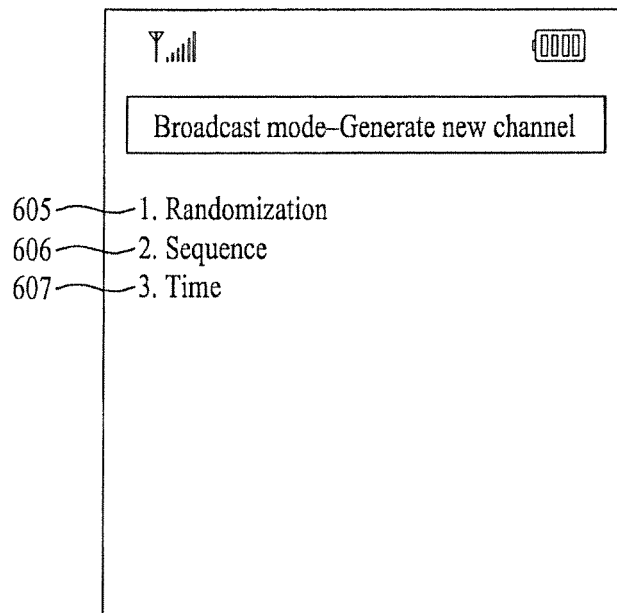 Broadcast mode–Generate new channel
605 1. Randomization
606 2. Sequence
607 3. Time